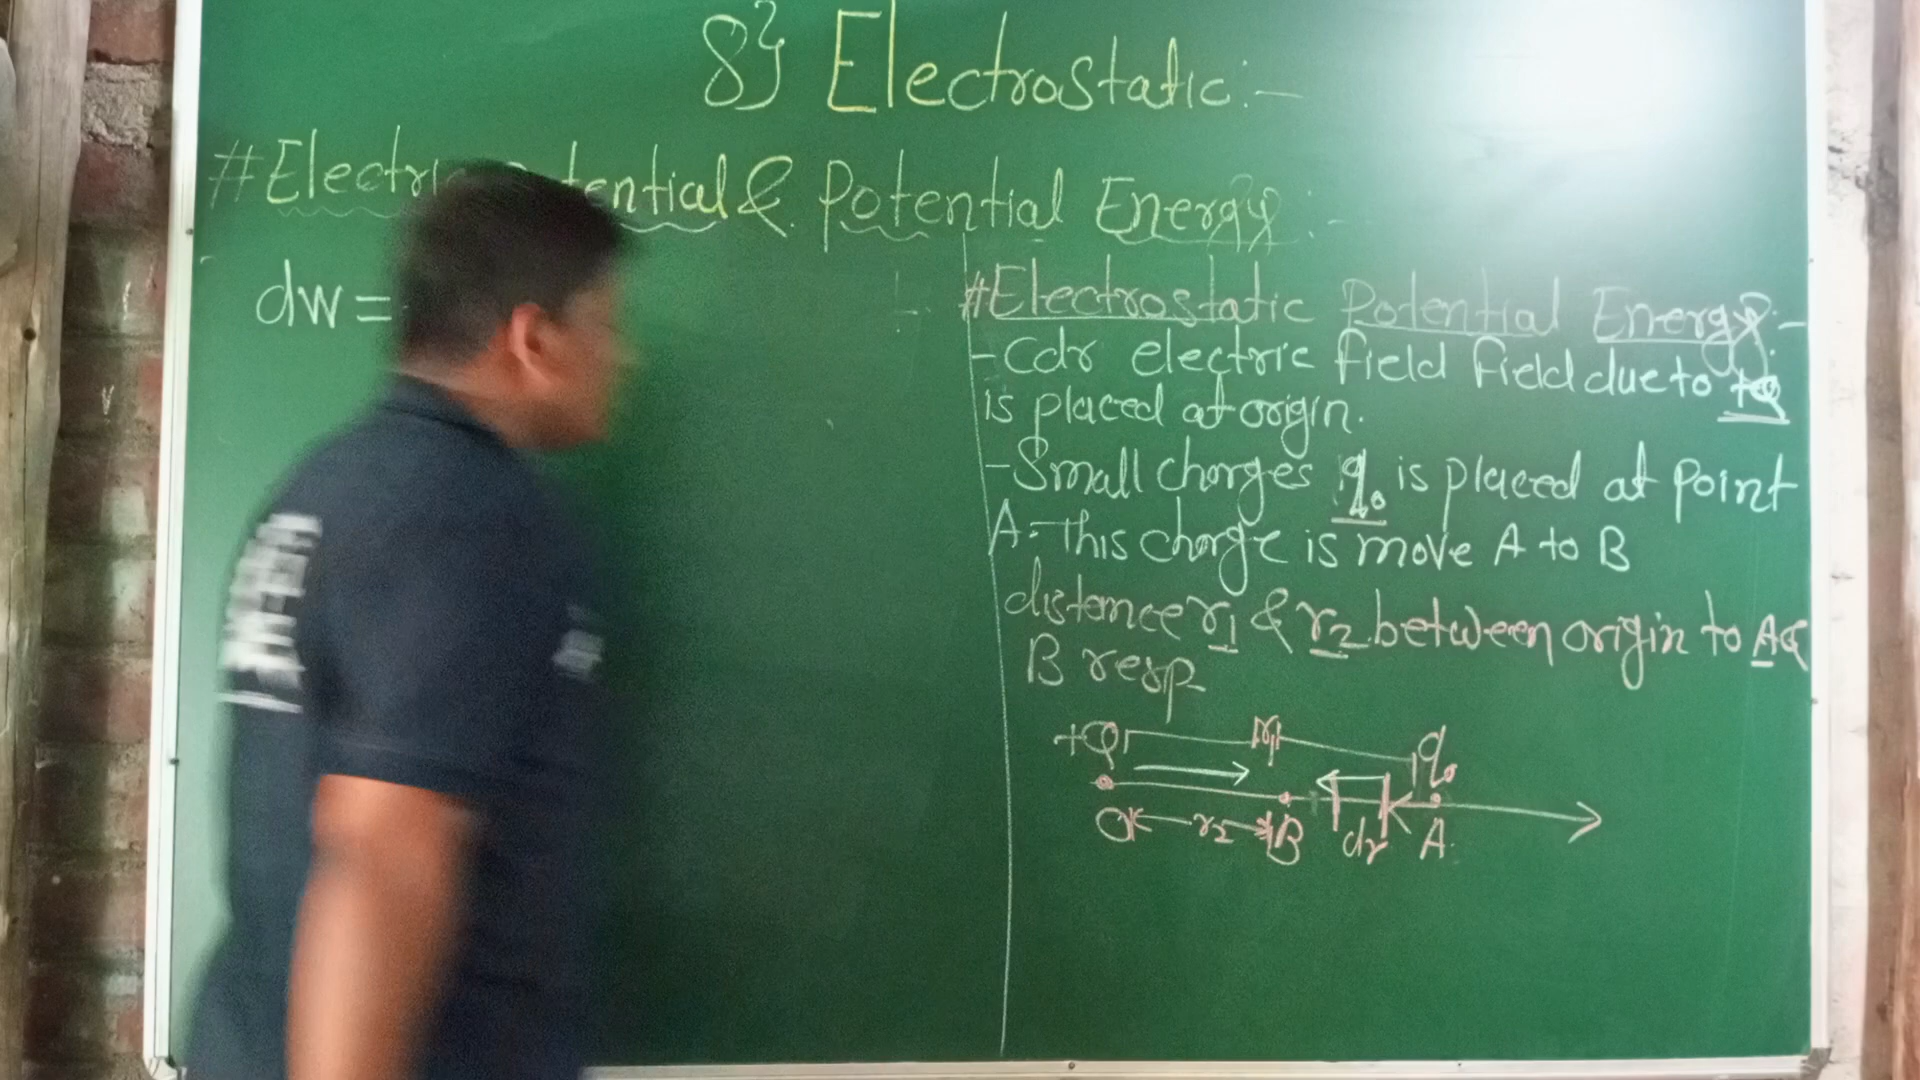 8} Electrostatic:-
& Potential Energy:-
dw =
#Electrostatic Potential Energy:-
-Cdr electric field field due to +Q
is placed at origin.
-Small charges q₀ is placed at point
A:-This charge is move A to B
distance r₁ & r₂ between origin to A &
B resp
+Q r₁ q₀
O r₂ B dr A